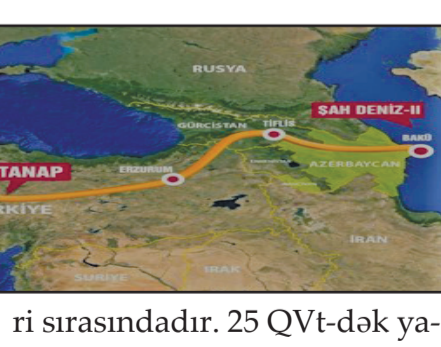 RUSYA
ŞAH DENİZ-II
GÜRCİSTAN
TİFLİS
BAKÜ
TANAP
ERZURUM
AZERBAYCAN
RKİYE
İRAN
SURİYE
IRAK
ri sırasındadır. 25 QVt-dək ya-